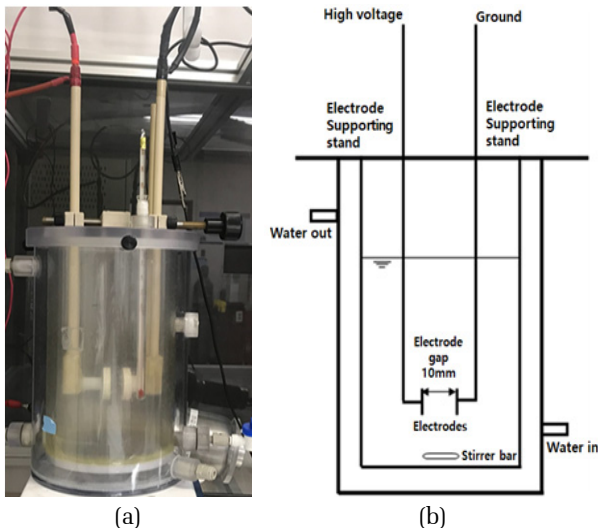 High voltage
Ground
Electrode
Supporting
stand
Electrode
Supporting
stand
Water out
Electrode
gap
10mm
Electrodes
Stirrer bar
Water in
(a)
(b)